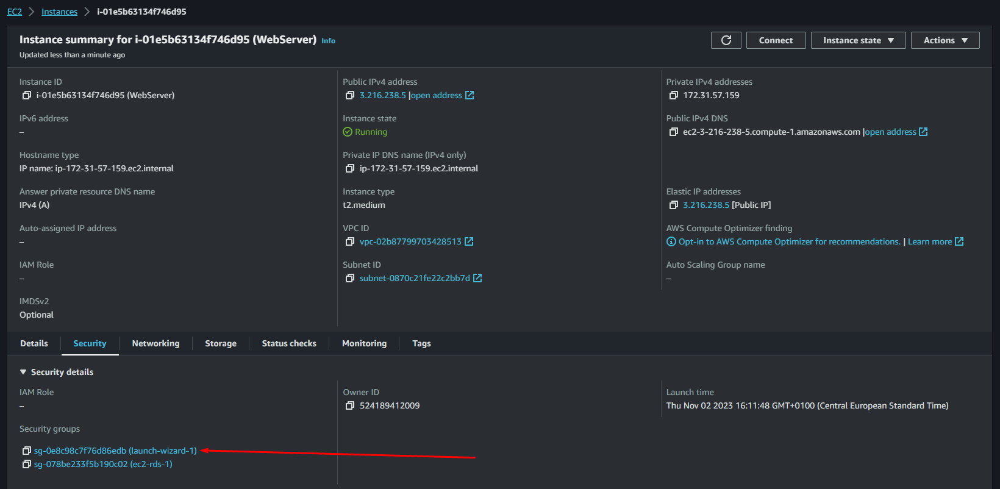 EC2 > Instances > i-01e5b63134f746d95
Instance summary for i-01e5b63134f746d95 (WebServer) Info
Updated less than a minute ago
Connect
Instance state ▼
Actions ▼
Instance ID
i-01e5b63134f746d95 (WebServer)
Public IPv4 address
3.216.238.5 |open address
Private IPv4 addresses
172.31.57.159
IPv6 address
–
Instance state
Running
Public IPv4 DNS
ec2-3-216-238-5.compute-1.amazonaws.com |open address
Hostname type
IP name: ip-172-31-57-159.ec2.internal
Private IP DNS name (IPv4 only)
ip-172-31-57-159.ec2.internal
Answer private resource DNS name
IPv4 (A)
Instance type
t2.medium
Elastic IP addresses
3.216.238.5 [Public IP]
Auto-assigned IP address
–
VPC ID
vpc-02b87799703428513
AWS Compute Optimizer finding
Opt-in to AWS Compute Optimizer for recommendations. | Learn more
IAM Role
–
Subnet ID
subnet-0870c21fe22c2bb7d
Auto Scaling Group name
–
IMDSv2
Optional
Details
Security
Networking
Storage
Status checks
Monitoring
Tags
▼ Security details
IAM Role
–
Owner ID
524189412009
Launch time
Thu Nov 02 2023 16:11:48 GMT+0100 (Central European Standard Time)
Security groups
sg-0e8c98c7f76d86edb (launch-wizard-1)
sg-078be233f5b190c02 (ec2-rds-1)